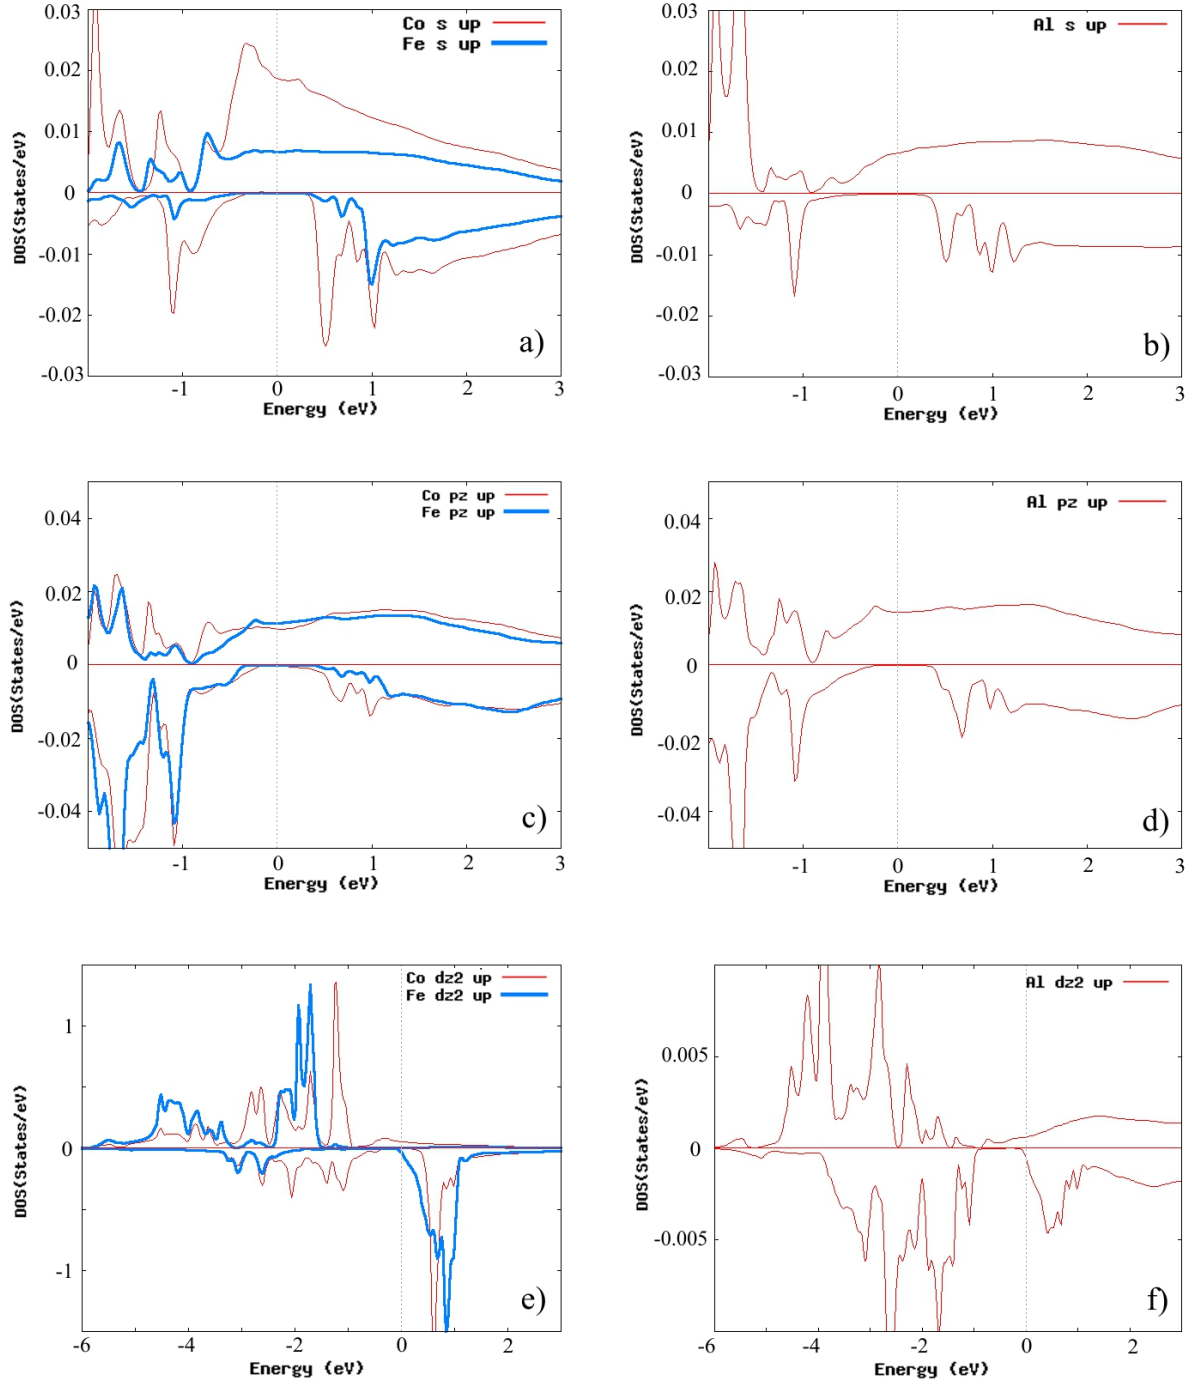 Co s up
Fe s up
0.03
0.02
0.01
0
-0.01
-0.02
-0.03
DOS(States/eV)
-1
0
1
2
3
Energy (eV)
a)
Al s up
0.03
0.02
0.01
0
-0.01
-0.02
-0.03
DOS(States/eV)
-1
0
1
2
3
Energy (eV)
b)
Co pz up
Fe pz up
0.04
0.02
0
-0.02
-0.04
DOS(States/eV)
-1
0
1
2
3
Energy (eV)
c)
Al pz up
0.04
0.02
0
-0.02
-0.04
DOS(States/eV)
-1
0
1
2
3
Energy (eV)
d)
Co dz2 up
Fe dz2 up
1
0
-1
DOS(States/eV)
-6
-4
-2
0
2
Energy (eV)
e)
Al dz2 up
0.005
0
-0.005
DOS(States/eV)
-6
-4
-2
0
2
Energy (eV)
f)